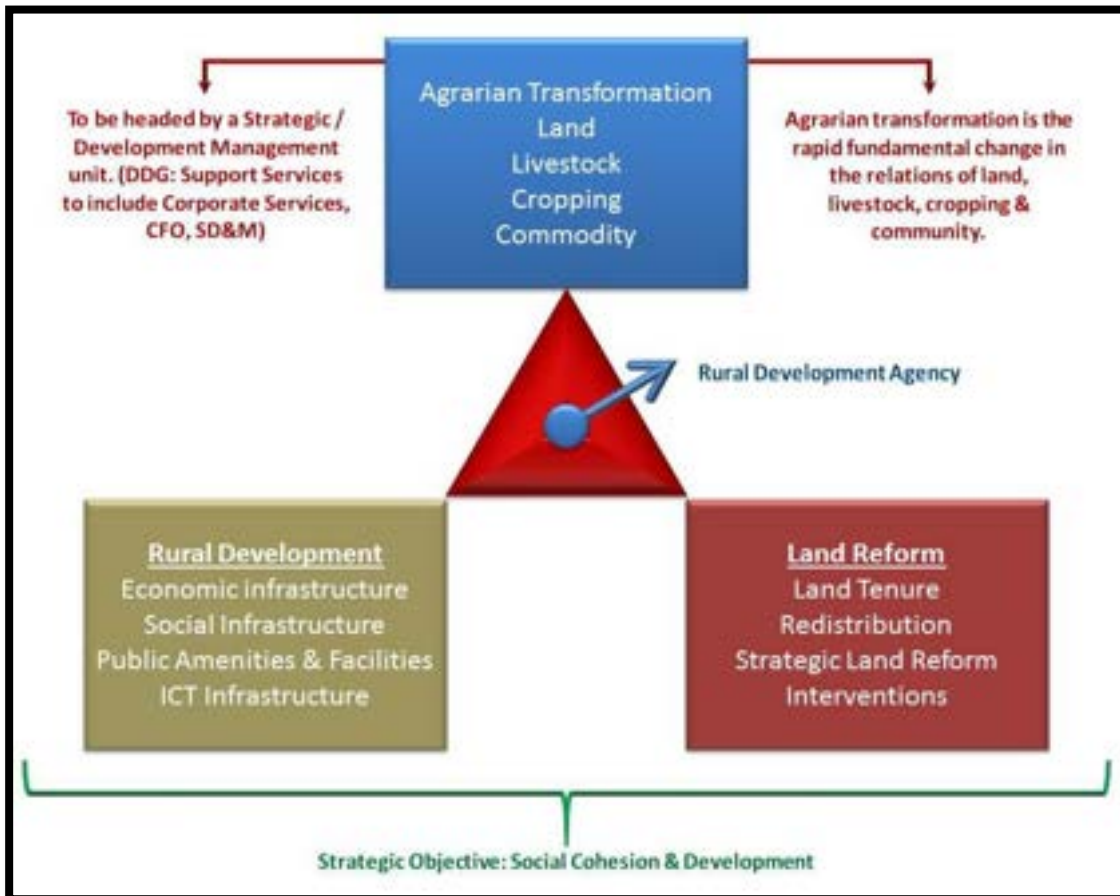 Agrarian Transformation
Land
Livestock
Cropping
Commodity
To be headed by a Strategic /
Development Management
unit. (DDG: Support Services
to include Corporate Services,
CFO, SD&M)
Agrarian transformation is the
rapid fundamental change in
the relations of land,
livestock, cropping &
community.
Rural Development Agency
Rural Development
Economic infrastructure
Social Infrastructure
Public Amenities & Facilities
ICT Infrastructure
Land Reform
Land Tenure
Redistribution
Strategic Land Reform
Interventions
Strategic Objective: Social Cohesion & Development